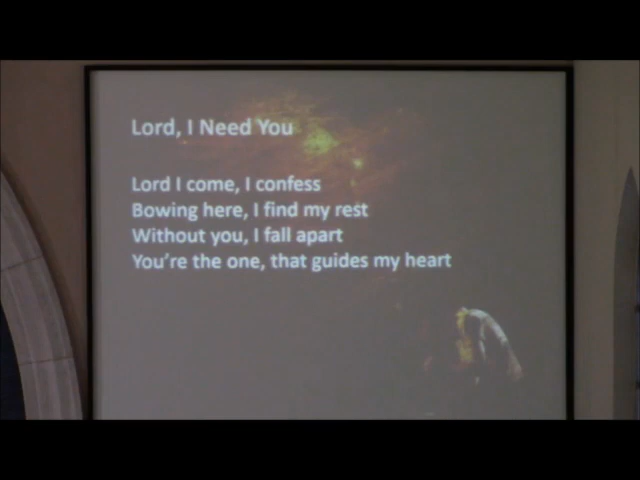 Lord, I Need You
Lord I come, I confess
Bowing here, I find my rest
Without you, I fall apart
You're the one, that guides my heart